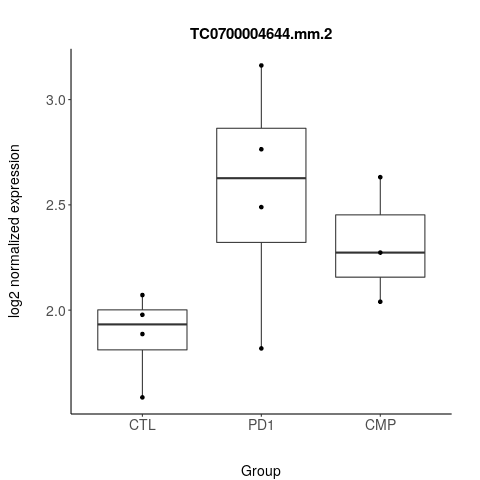 TC0700004644.mm.2
log2 normalized expression
3.0
2.5
2.0
CTL
PD1
CMP
Group